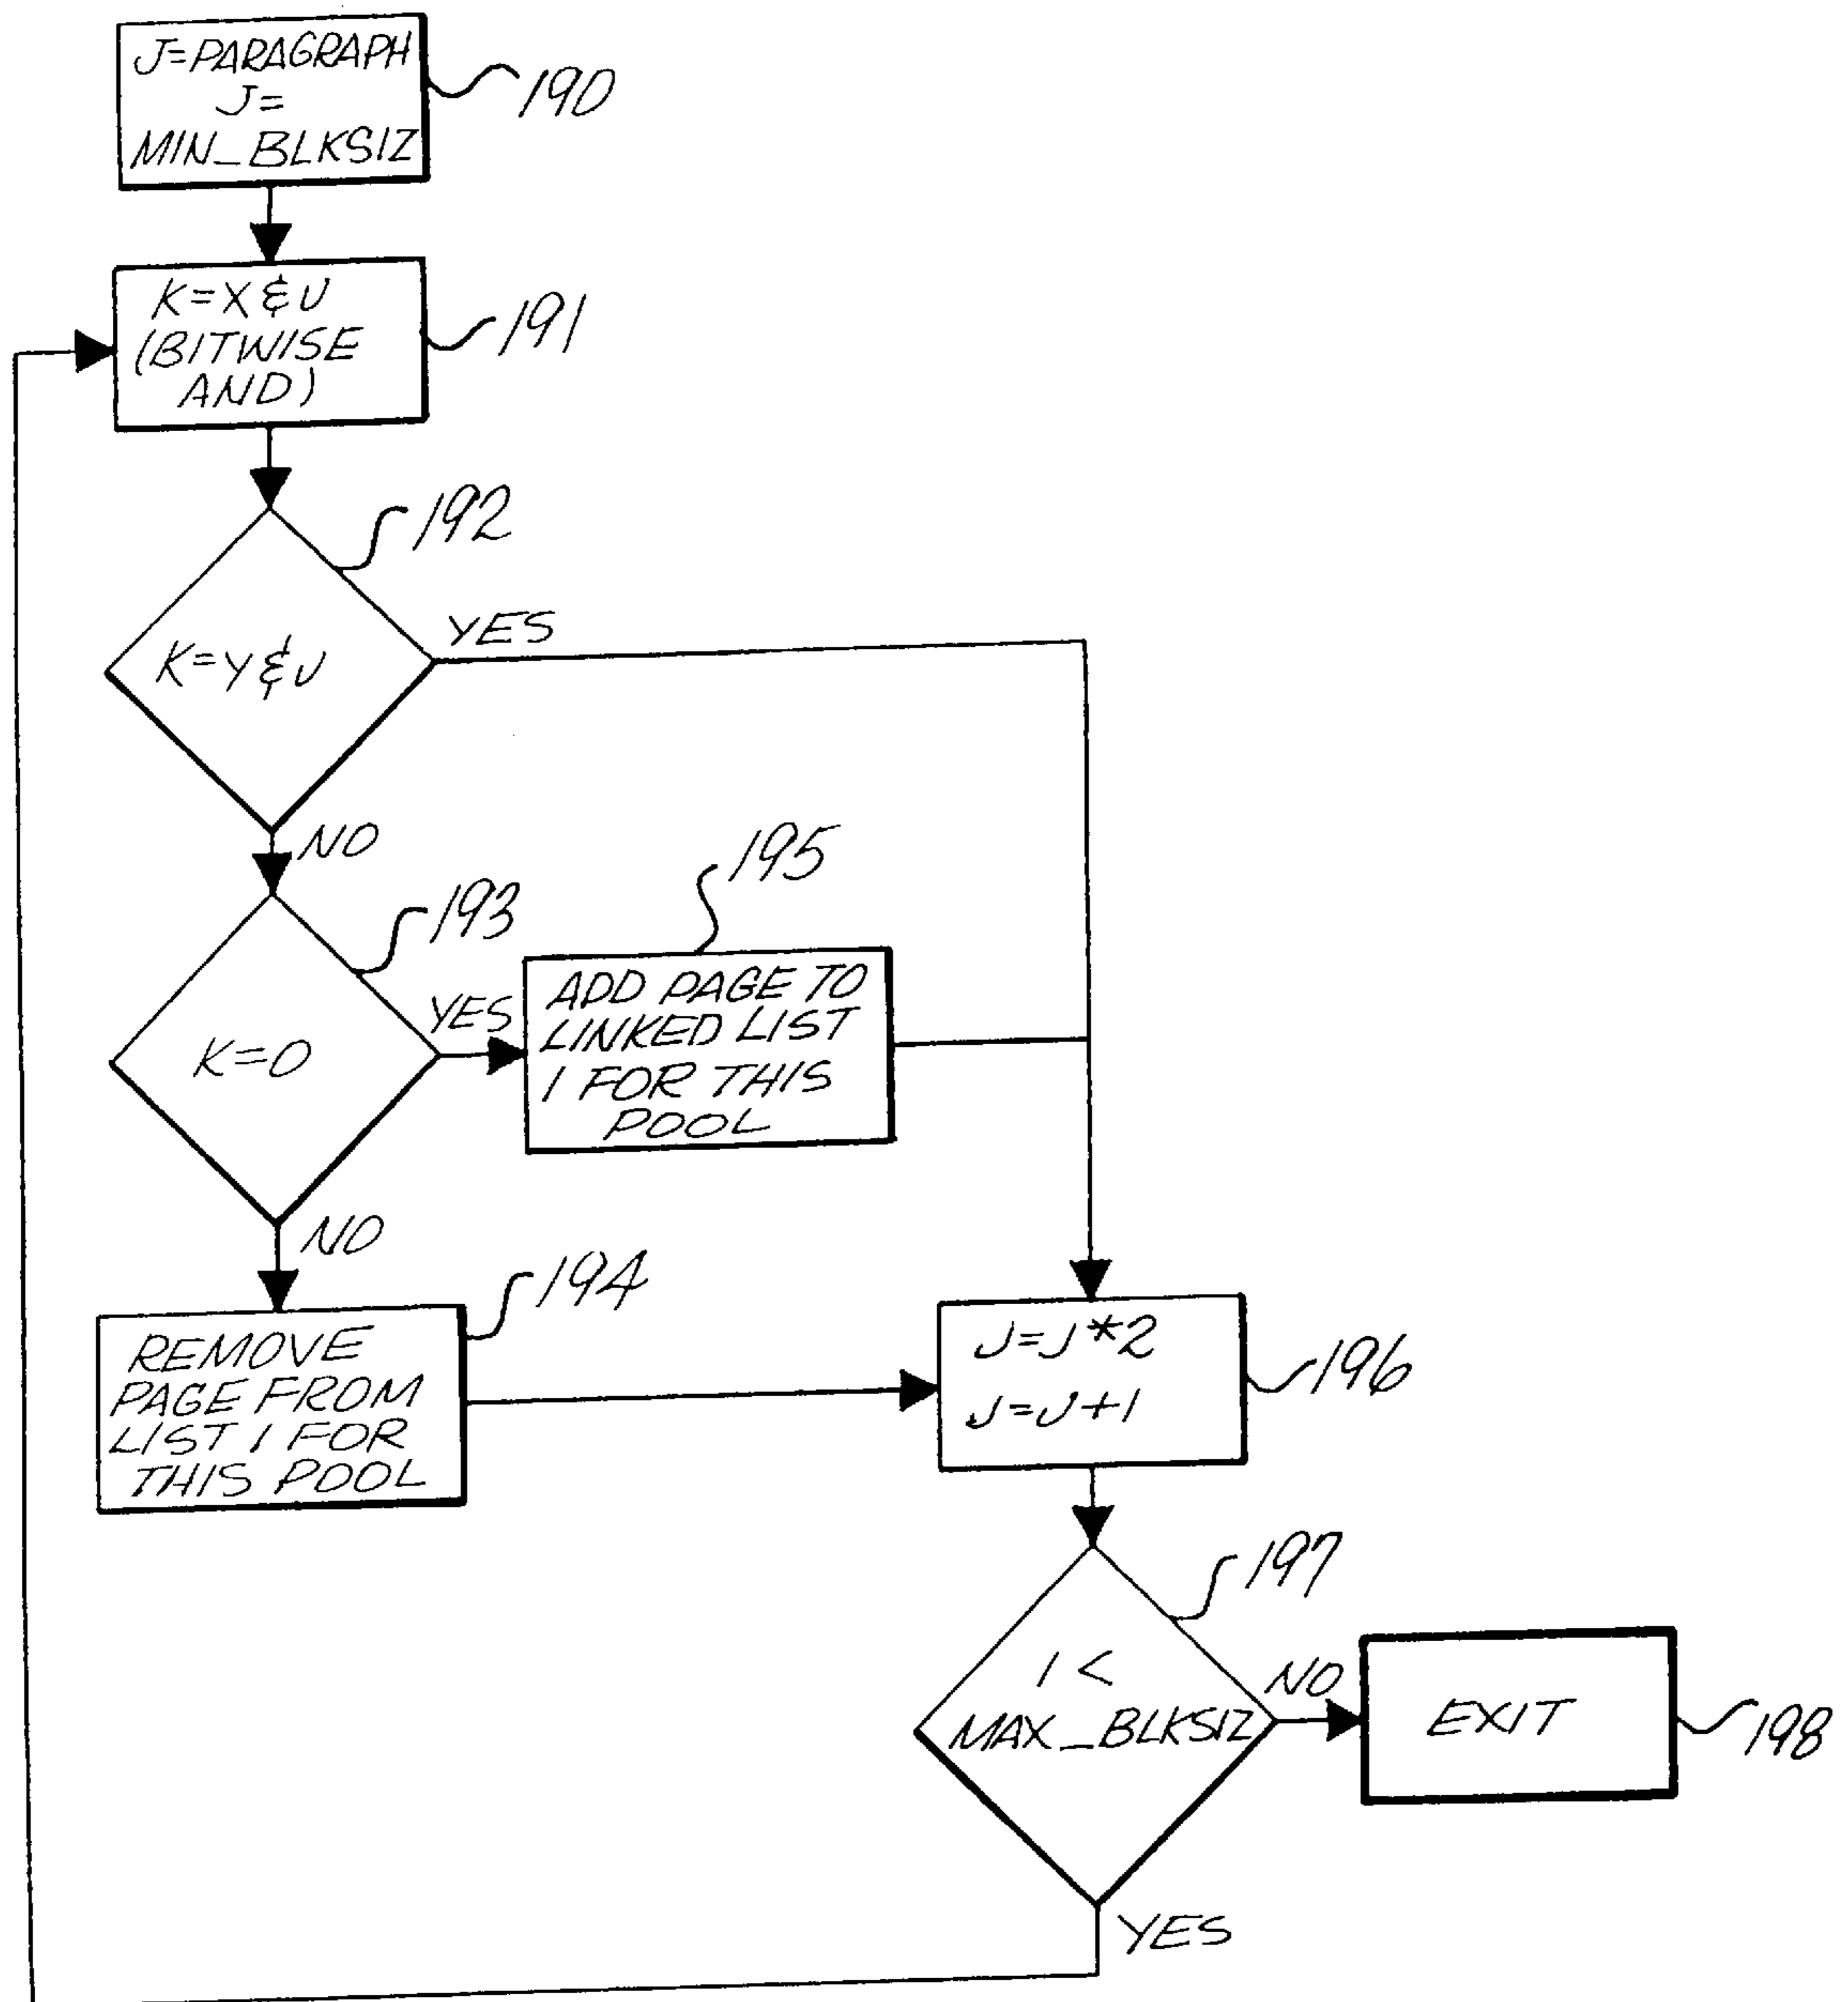 J=PARAGRAPH
J=
MIN_BLKSIZ
190
K=X&J
(BITWISE
AND)
191
192
K=Y&J
YES
NO
193
K=0
YES
195
ADD PAGE TO
LINKED LIST
I FOR THIS
POOL
NO
194
REMOVE
PAGE FROM
LIST I FOR
THIS POOL
J=J*2
J=J+1
196
197
I <
MAX_BLKSIZ
NO
EXIT
198
YES